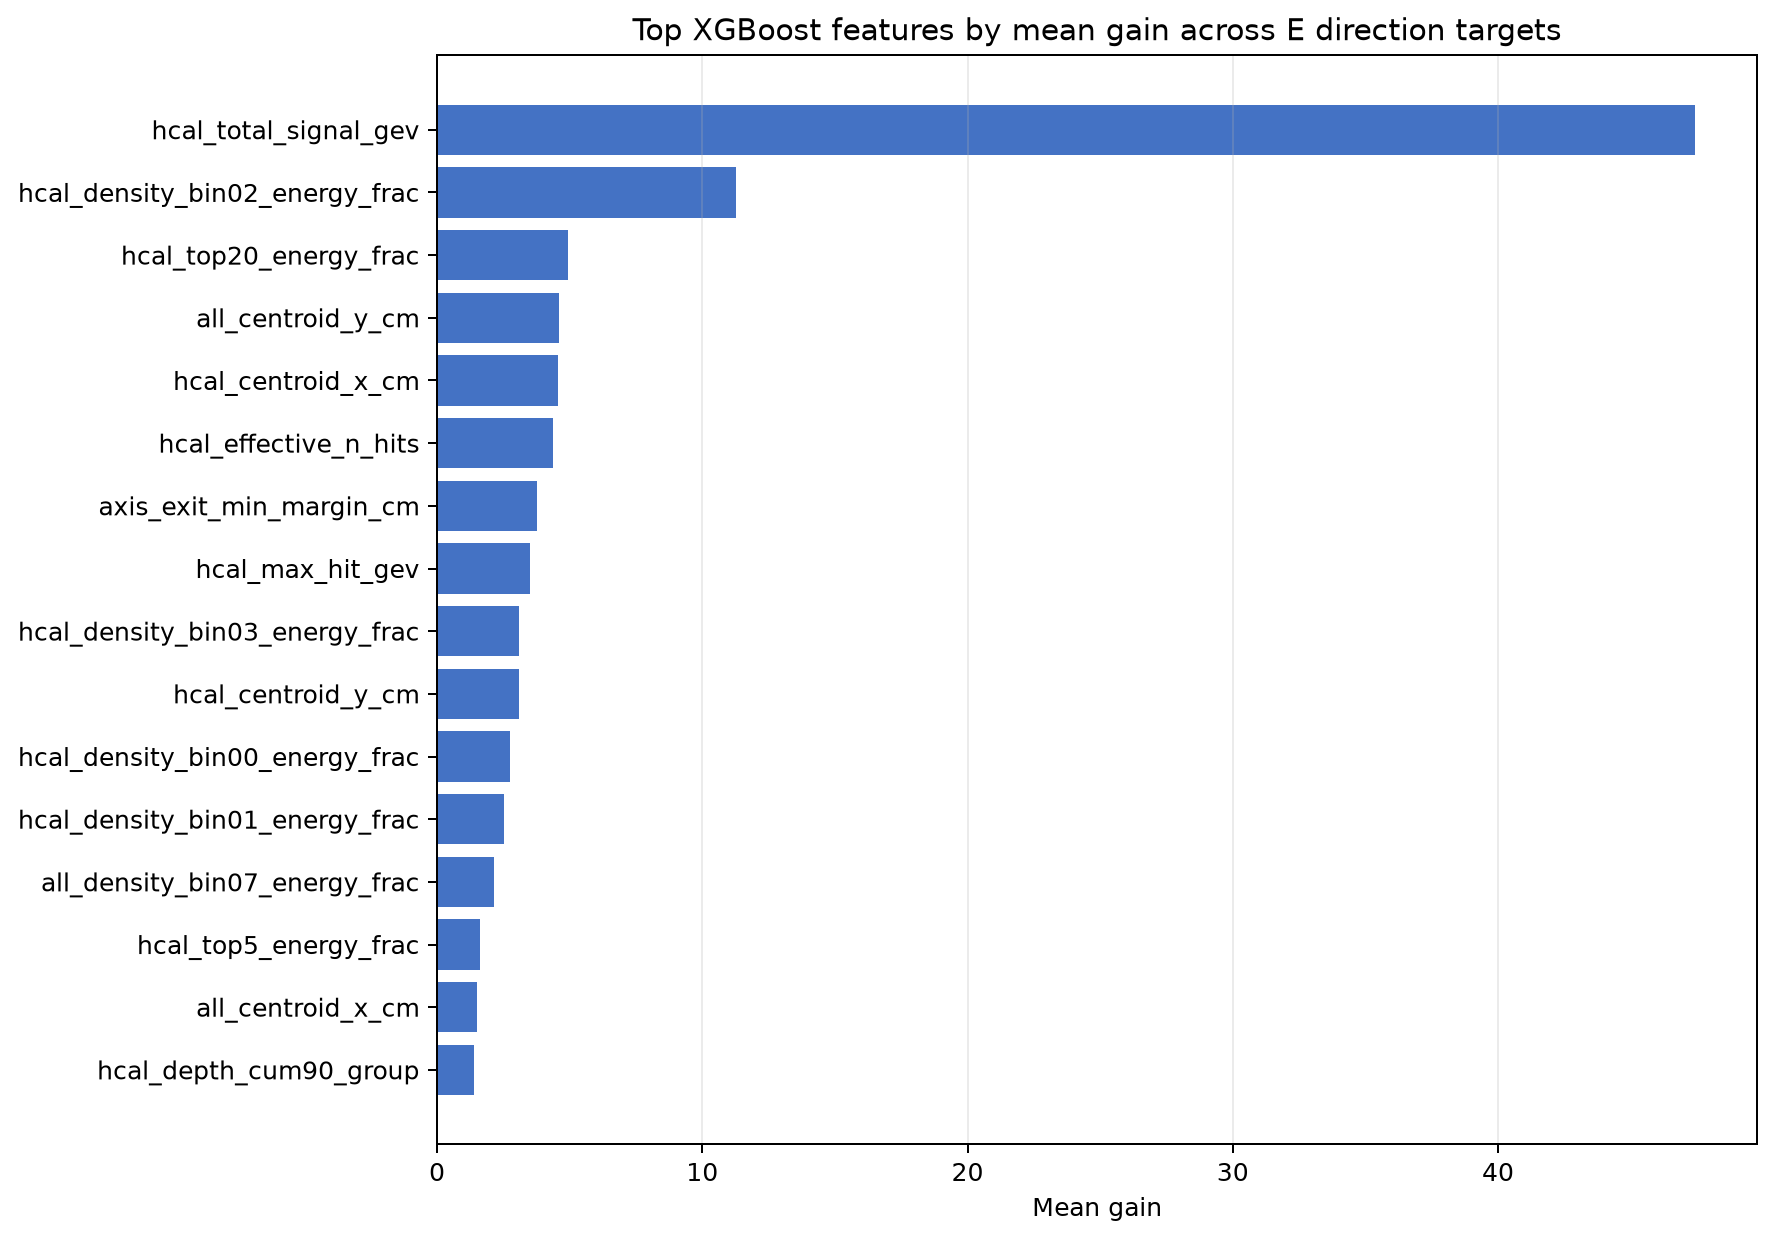 Top XGBoost features by mean gain across E direction targets
hcal_total_signal_gev
hcal_density_bin02_energy_frac
hcal_top20_energy_frac
all_centroid_y_cm
hcal_centroid_x_cm
hcal_effective_n_hits
axis_exit_min_margin_cm
hcal_max_hit_gev
hcal_density_bin03_energy_frac
hcal_centroid_y_cm
hcal_density_bin00_energy_frac
hcal_density_bin01_energy_frac
all_density_bin07_energy_frac
hcal_top5_energy_frac
all_centroid_x_cm
hcal_depth_cum90_group
0 10 20 30 40
Mean gain